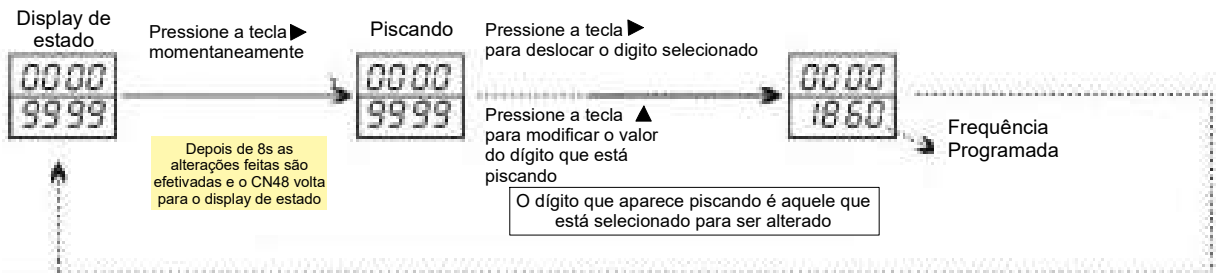 Display de
estado
0000
9999
Pressione a tecla ▶
momentaneamente
Depois de 8s as
alterações feitas são
efetivadas e o CN48 volta
para o display de estado
Piscando
0000
9999
Pressione a tecla ▶
para deslocar o digito selecionado
Pressione a tecla ▲
para modificar o valor
do dígito que está
piscando
O dígito que aparece piscando é aquele que
está selecionado para ser alterado
0000
1860
Frequência
Programada